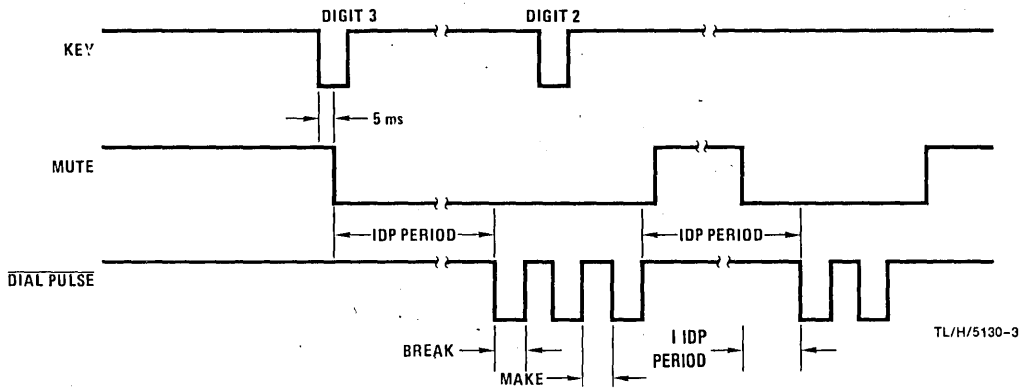 DIGIT 3
DIGIT 2
KEY
5 ms
MUTE
IDP PERIOD
IDP PERIOD
DIAL PULSE
BREAK
MAKE
I IDP
PERIOD
TL/H/5130-3